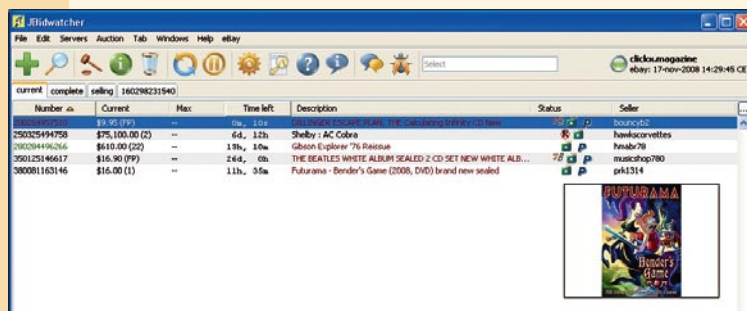 JBidwatcher
File Edit Servers Auction Tab Windows Help eBay
Select
cliclou.magazine
ebay: 17-nov-2008 14:29:45 CE
current complete selling 160298231540
Number Current Max Time left Description Status Seller ...
$9.95 (FP) -- 0m, 10s DILLINGER ESCAPE PLAN, THE Calculating Infinity CD New bouncyb2
250325494758 $75,100.00 (2) -- 6d, 12h Shelby : AC Cobra hawkscorvettes
280284496266 $610.00 (22) -- 13h, 10m Gibson Explorer '76 Reissue hmabr78
350125146617 $16.90 (FP) -- 26d, 0h THE BEATLES WHITE ALBUM SEALED 2 CD SET NEW WHITE ALB... musicshop780
380081163146 $16.00 (1) -- 11h, 35m Futurama - Bender's Game (2008, DVD) brand new sealed prk1314
FUTURAMA
Bender's
Game